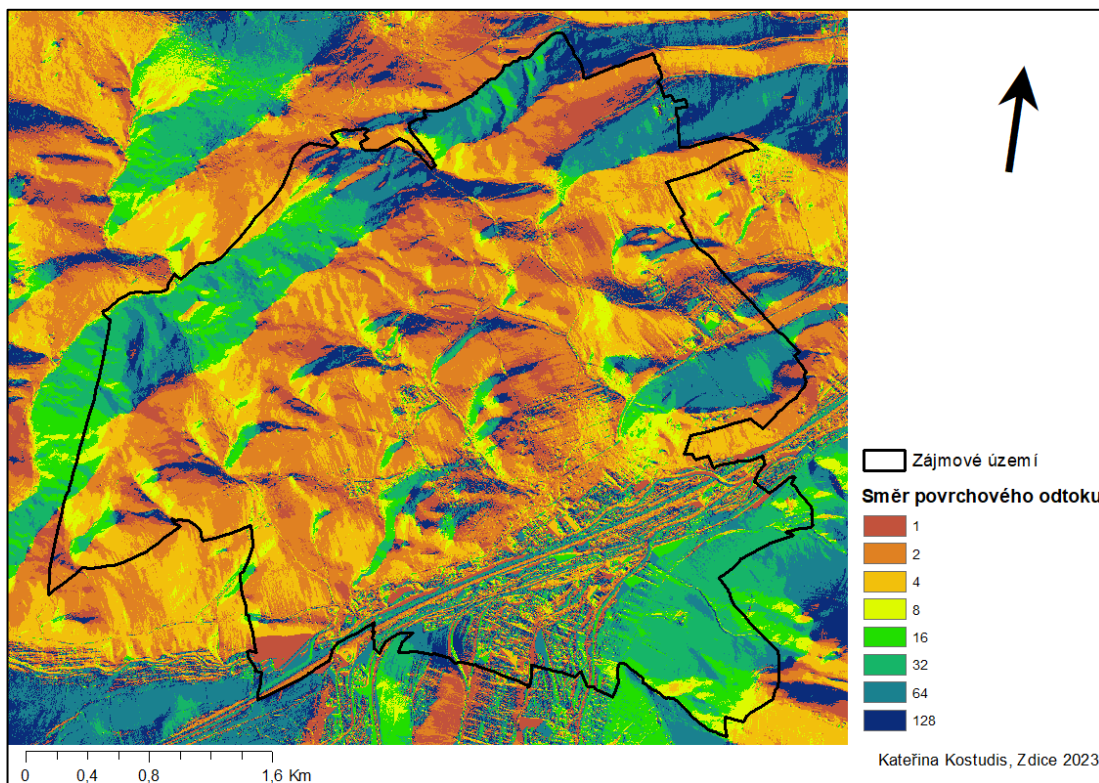 Zájmové území
Směr povrchového odtoku
1
2
4
8
16
32
64
128
0 0,4 0,8 1,6 Km
Kateřina Kostudis, Zdice 2023